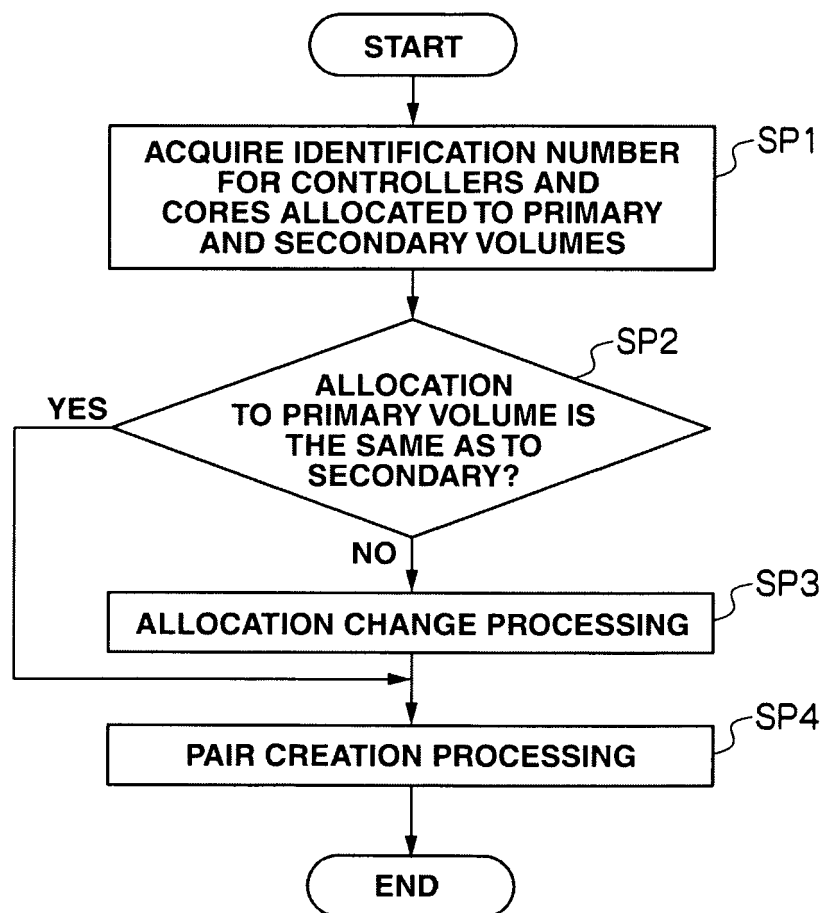 START
ACQUIRE IDENTIFICATION NUMBER
FOR CONTROLLERS AND
CORES ALLOCATED TO PRIMARY
AND SECONDARY VOLUMES
SP1
SP2
ALLOCATION
TO PRIMARY VOLUME IS
THE SAME AS TO
SECONDARY?
YES
NO
SP3
ALLOCATION CHANGE PROCESSING
SP4
PAIR CREATION PROCESSING
END